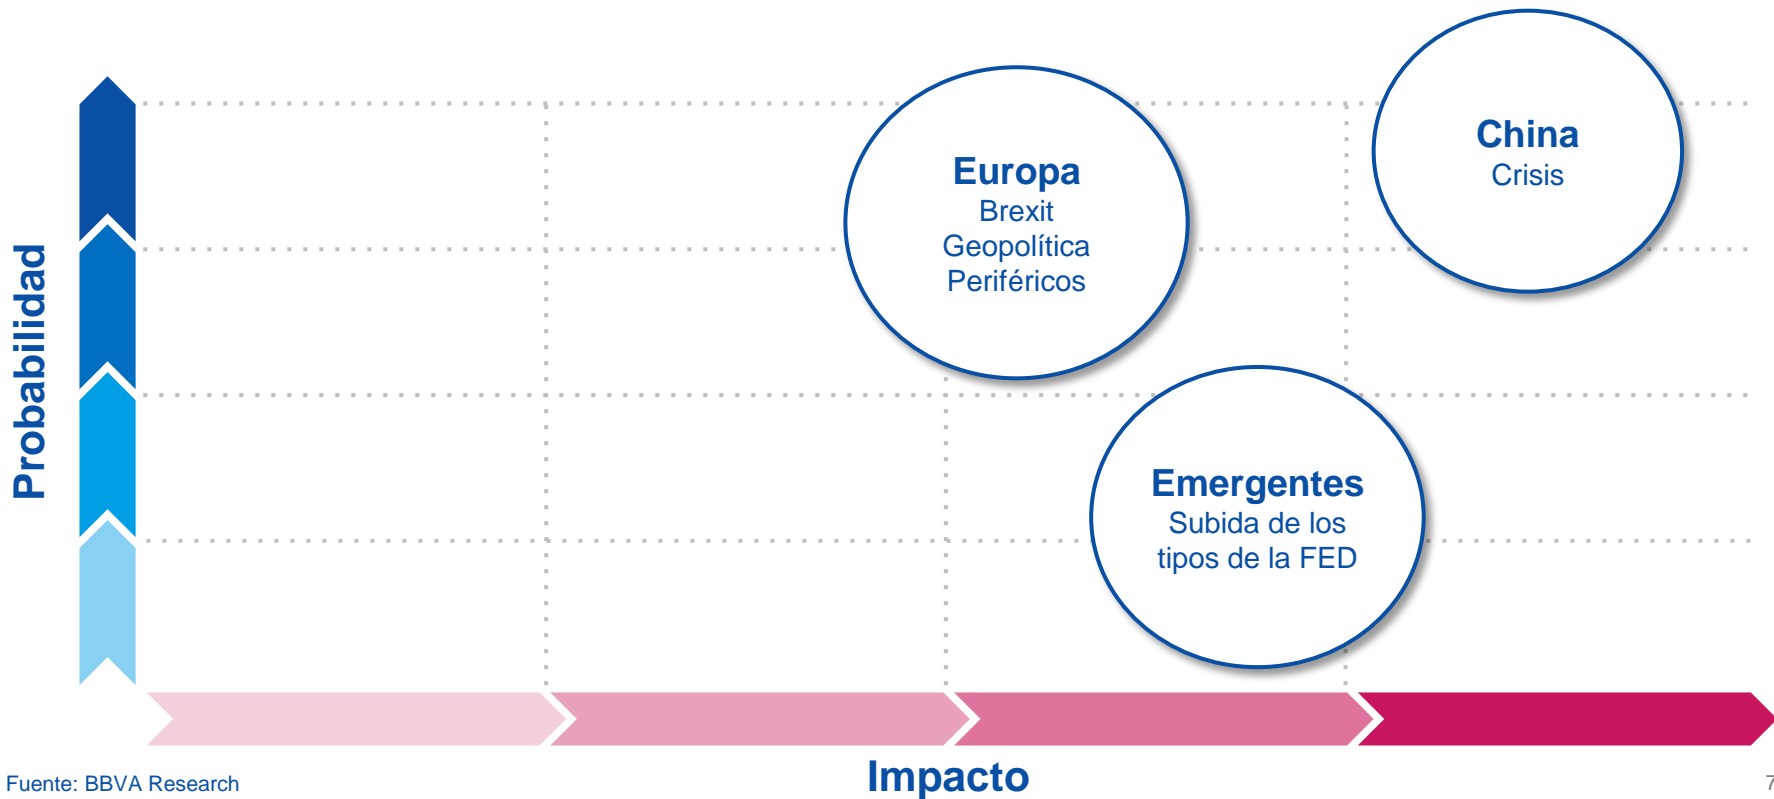 China
Crisis
Europa
Brexit
Geopolítica
Periféricos
Probabilidad
Emergentes
Subida de los
tipos de la FED
Impacto
Fuente: BBVA Research
7